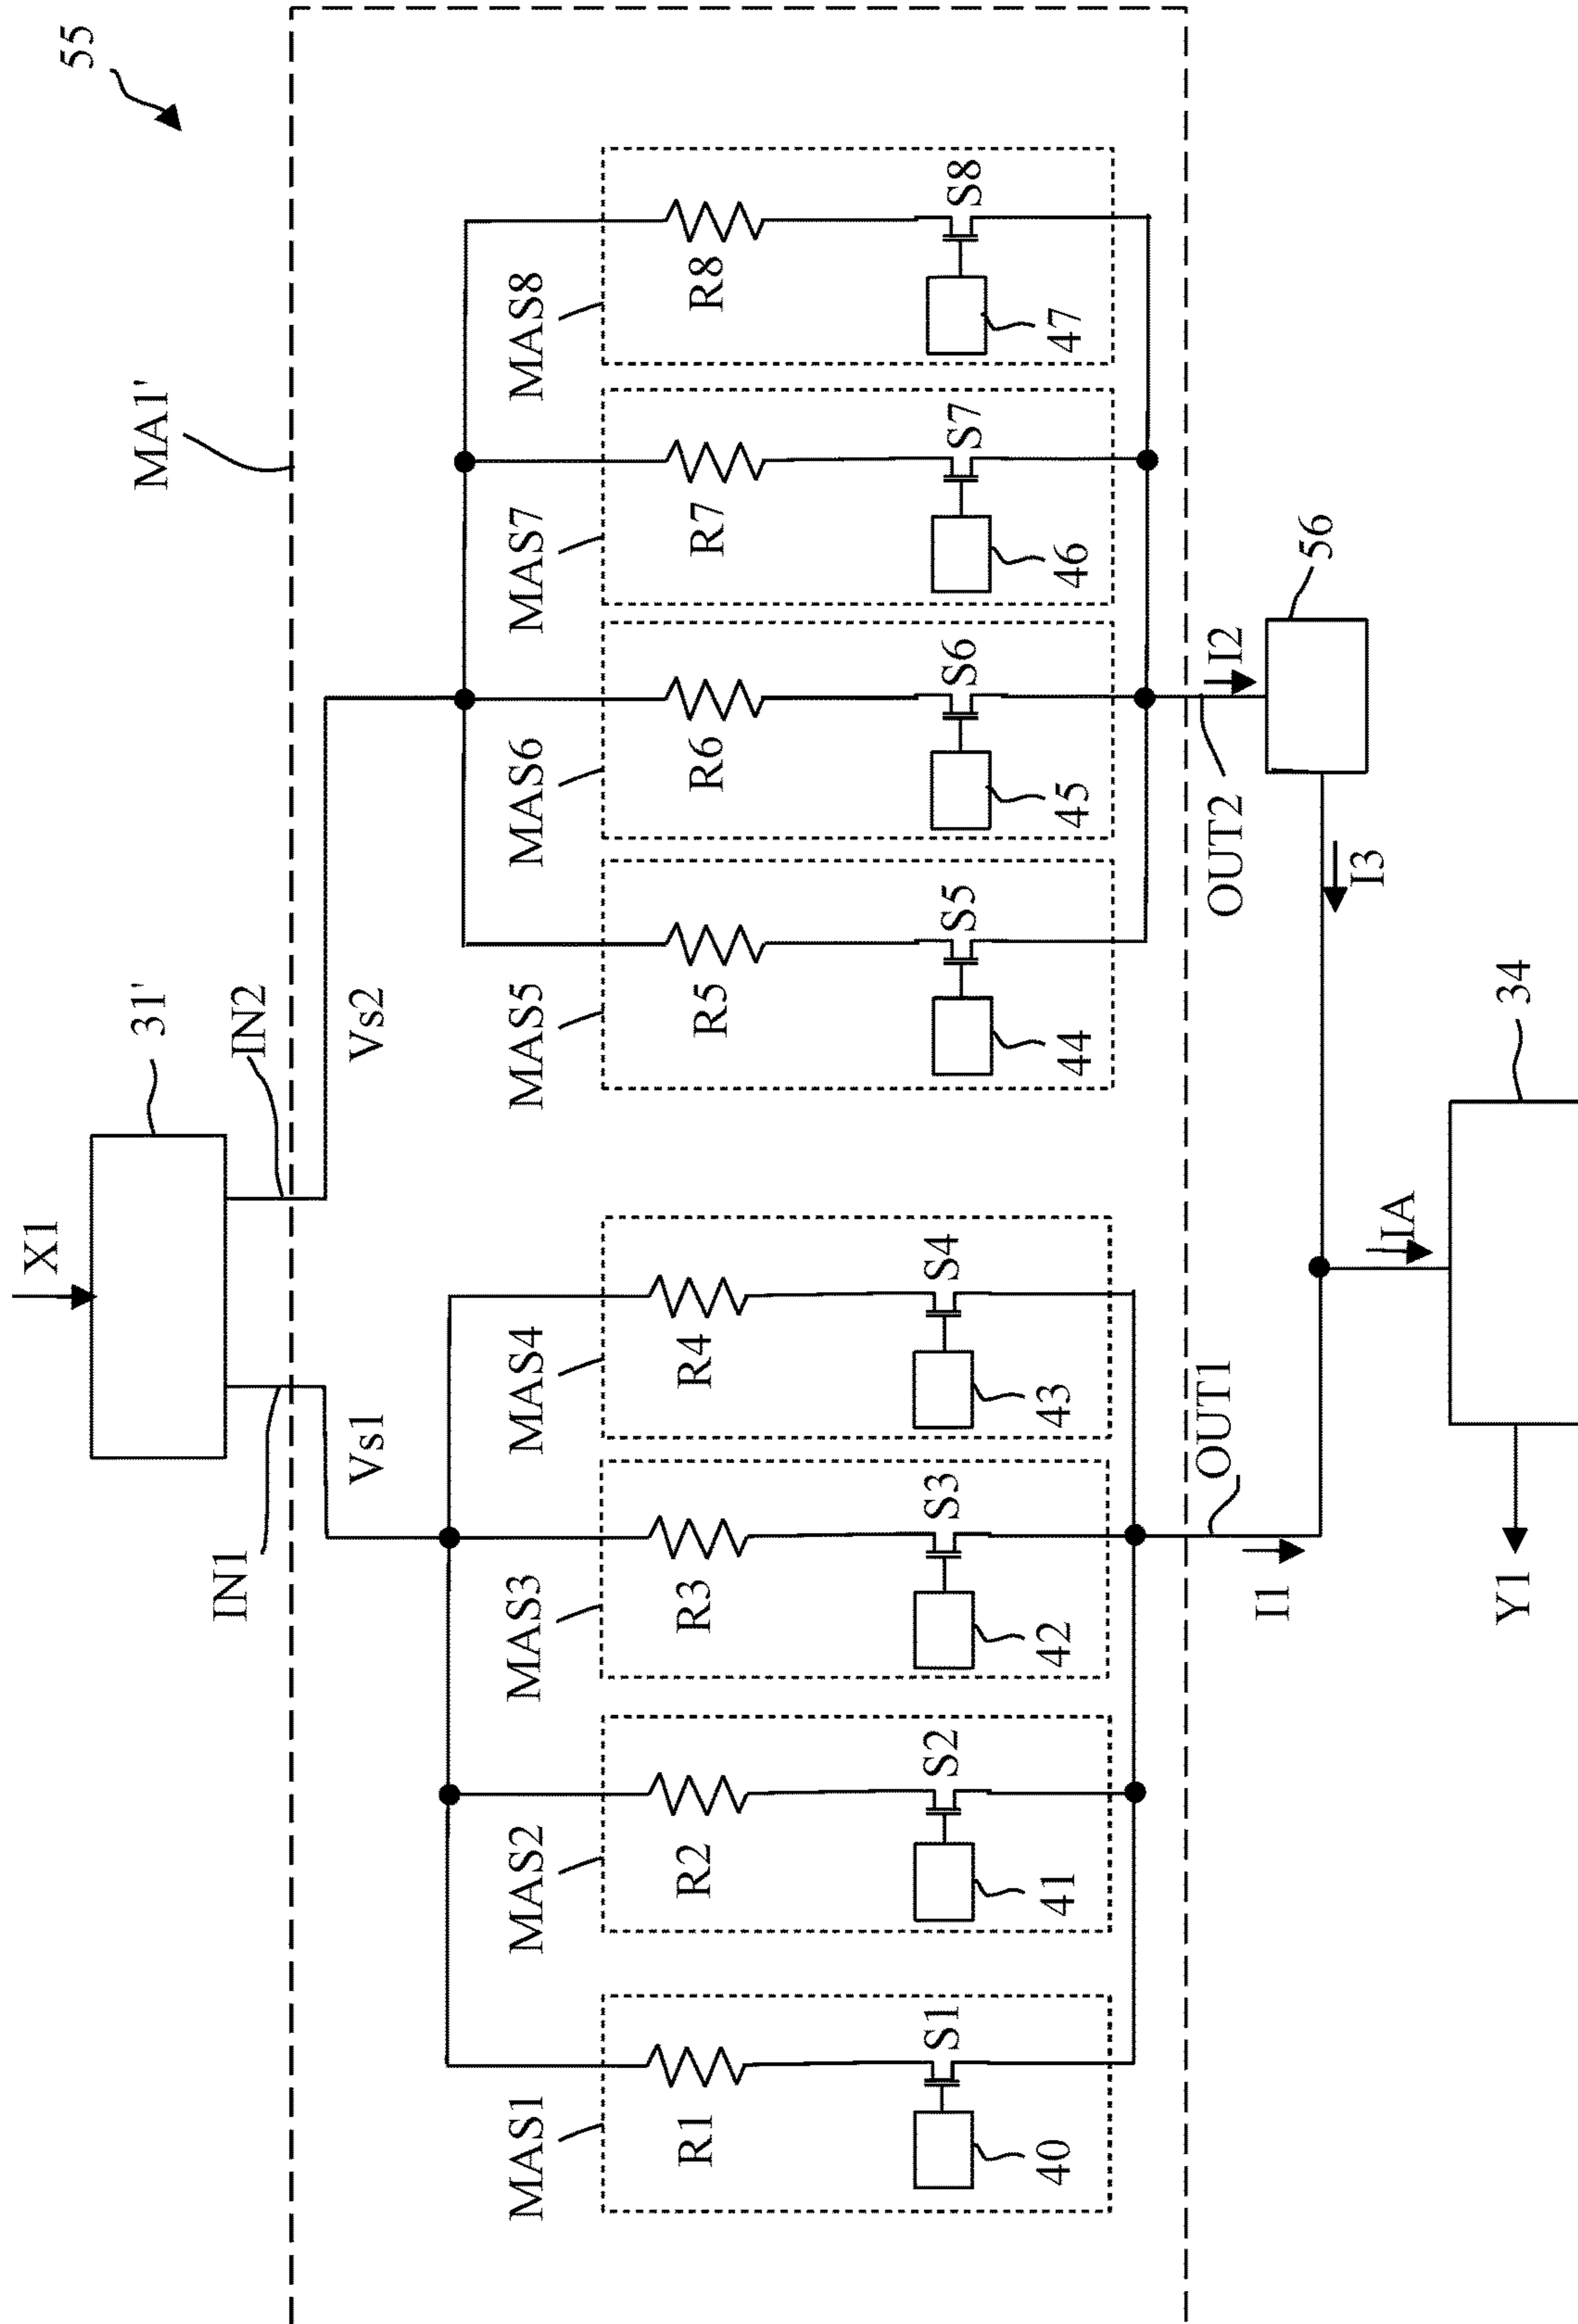 55
X1
31'
MA1'
IN1
IN2
Vs1
Vs2
MAS1
MAS2
MAS3
MAS4
MAS5
MAS6
MAS7
MAS8
R1
R2
R3
R4
R5
R6
R7
R8
S1
S2
S3
S4
S5
S6
S7
S8
40
41
42
43
44
45
46
47
OUT1
OUT2
I1
I2
56
I3
IA
34
Y1